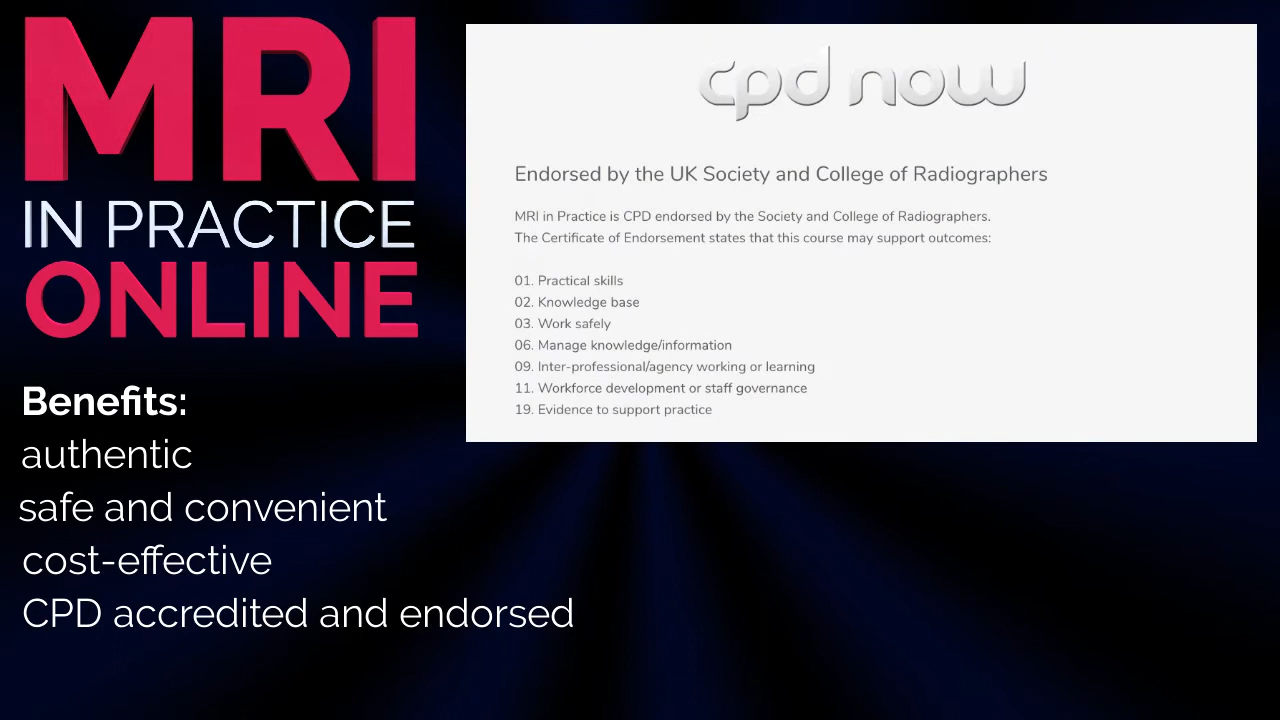 MRI
IN PRACTICE
ONLINE
Benefits:
authentic
safe and convenient
cost-effective
CPD accredited and endorsed
cpd now
Endorsed by the UK Society and College of Radiographers
MRI in Practice is CPD endorsed by the Society and College of Radiographers.
The Certificate of Endorsement states that this course may support outcomes:
01. Practical skills
02. Knowledge base
03. Work safely
06. Manage knowledge/information
09. Inter-professional/agency working or learning
11. Workforce development or staff governance
19. Evidence to support practice